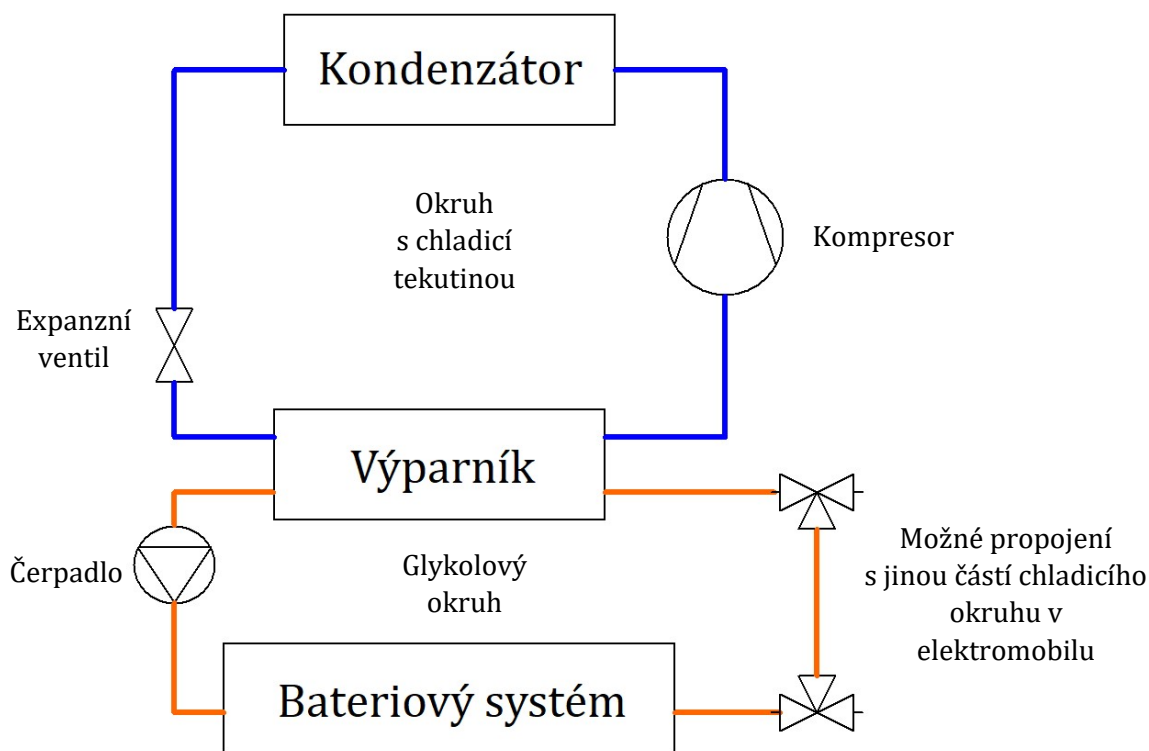 Kondenzátor
Okruh
s chladicí
tekutinou
Kompresor
Expanzní
ventil
Výparník
Čerpadlo
Glykolový
okruh
Možné propojení
s jinou částí chladicího
okruhu v
elektromobilu
Bateriový systém